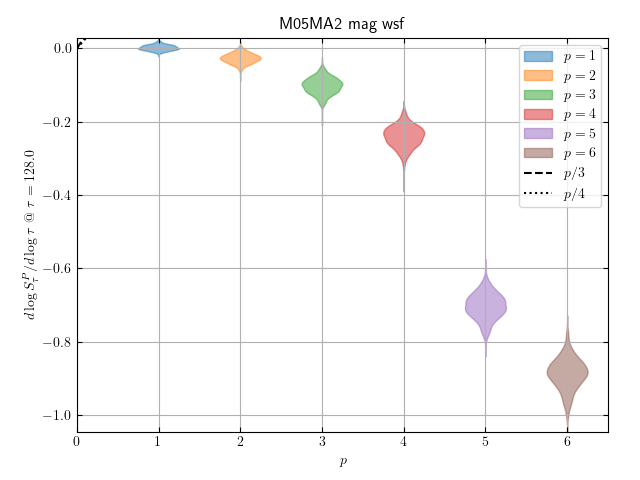 M05MA2 mag wsf
d log S_τ^P / d log τ @ τ = 128.0
0.0
−0.2
−0.4
−0.6
−0.8
−1.0
0 1 2 3 4 5 6
p
p = 1
p = 2
p = 3
p = 4
p = 5
p = 6
p/3
p/4